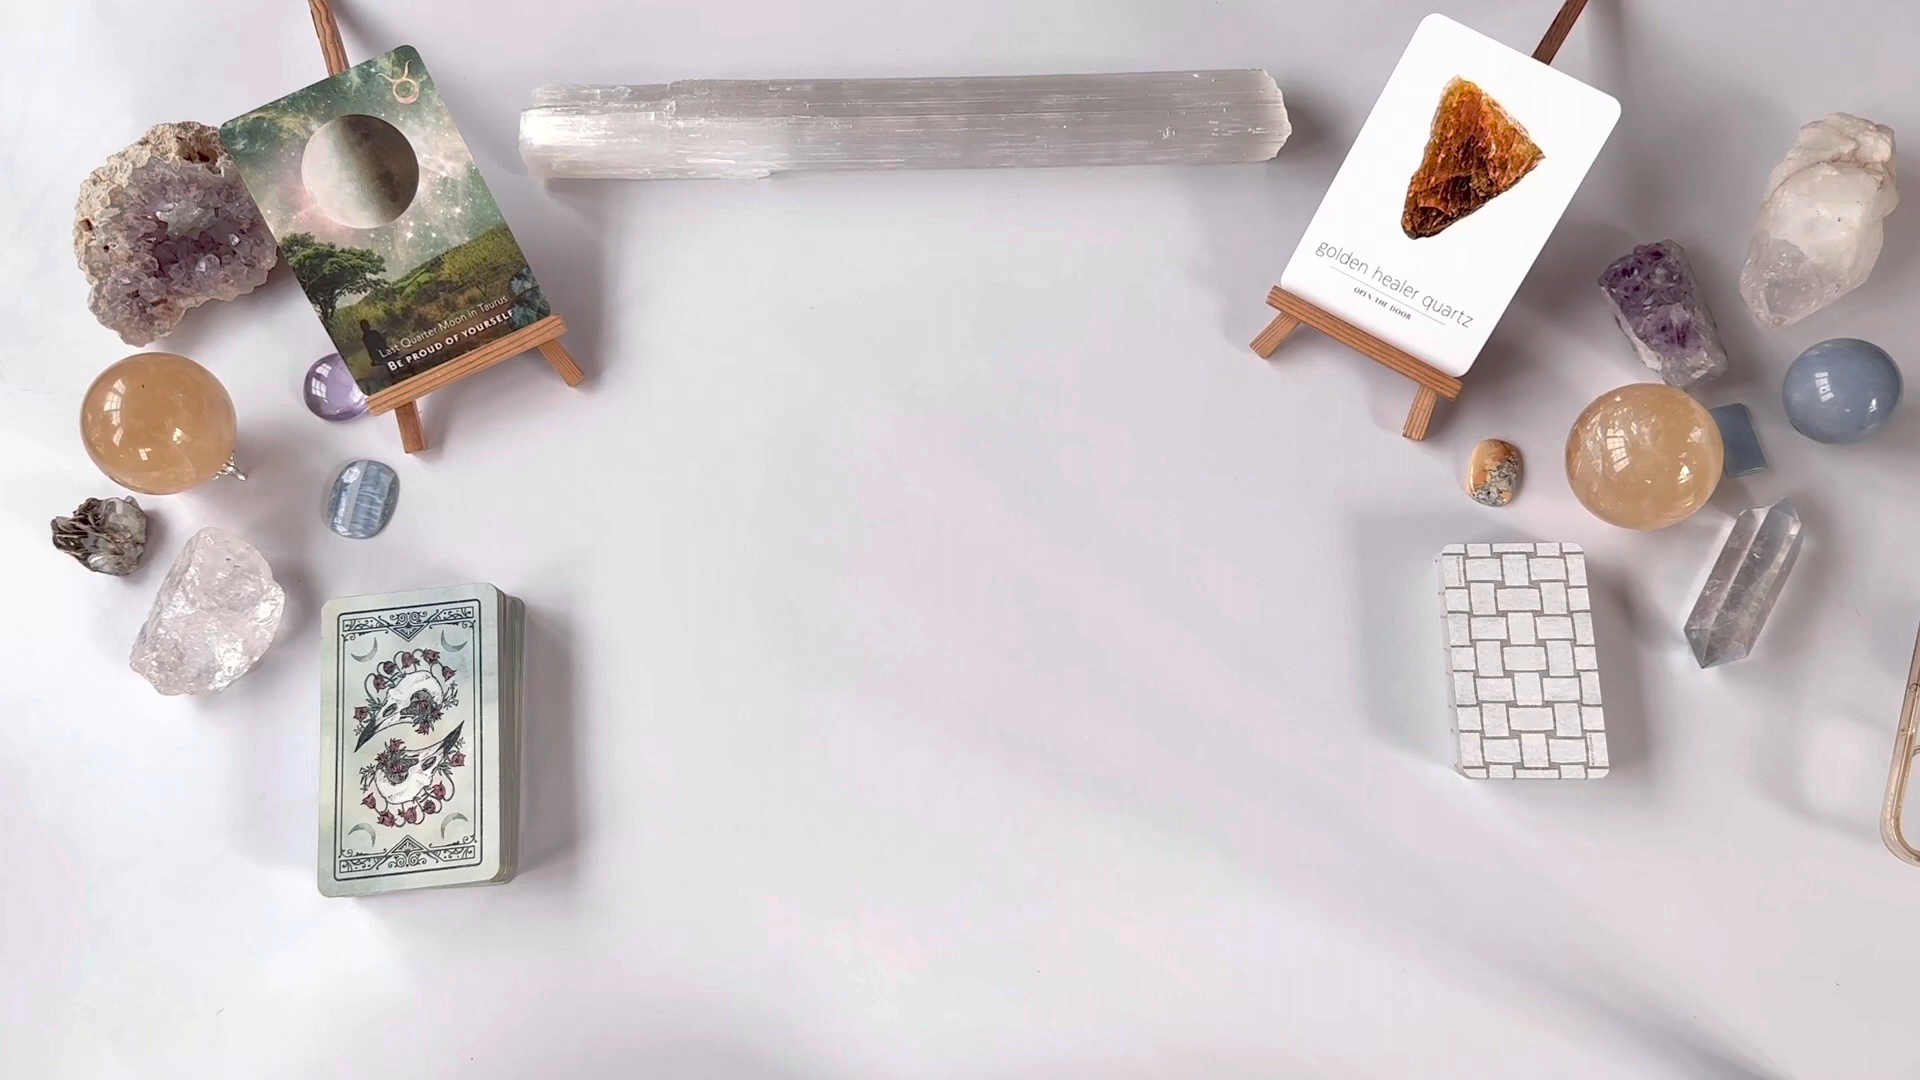 Last Quarter Moon in Taurus
BE PROUD OF YOURSELF
golden healer quartz
OPEN THE DOOR